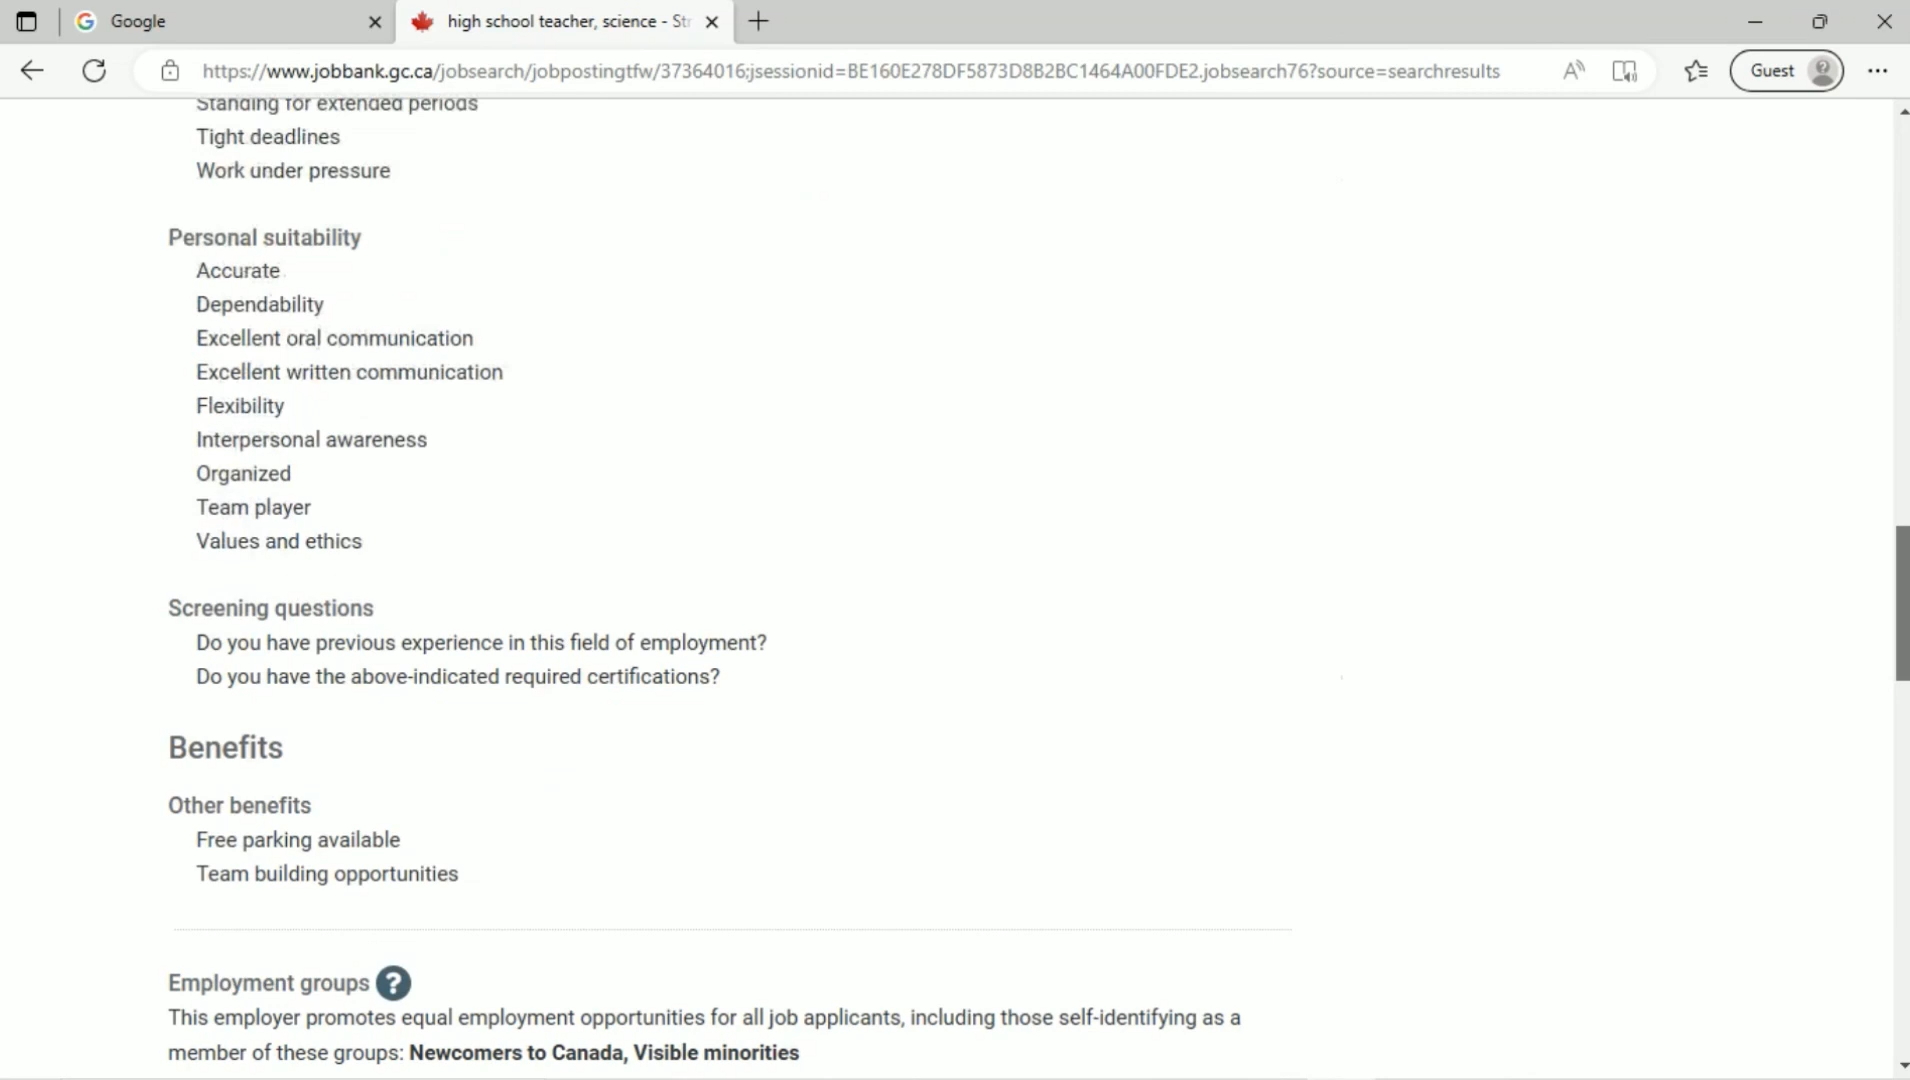 Google
high school teacher, science - Str
https://www.jobbank.gc.ca/jobsearch/jobpostingtfw/37364016;jsessionid=BE160E278DF5873D8B2BC1464A00FDE2.jobsearch76?source=searchresults
Guest
Standing for extended periods
Tight deadlines
Work under pressure
Personal suitability
Accurate
Dependability
Excellent oral communication
Excellent written communication
Flexibility
Interpersonal awareness
Organized
Team player
Values and ethics
Screening questions
Do you have previous experience in this field of employment?
Do you have the above-indicated required certifications?
Benefits
Other benefits
Free parking available
Team building opportunities
Employment groups ?
This employer promotes equal employment opportunities for all job applicants, including those self-identifying as a
member of these groups: Newcomers to Canada, Visible minorities